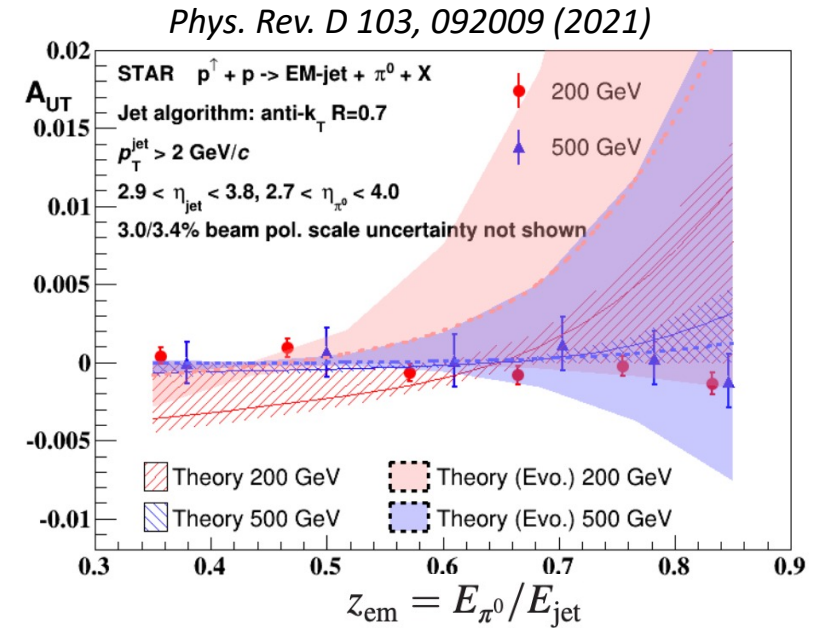 Phys. Rev. D 103, 092009 (2021)
0.02
A_UT
STAR p↑ + p -> EM-jet + π⁰ + X
200 GeV
0.015
Jet algorithm: anti-k_T R=0.7
500 GeV
p_T^jet > 2 GeV/c
0.01
2.9 < η_jet < 3.8, 2.7 < η_π⁰ < 4.0
3.0/3.4% beam pol. scale uncertainty not shown
0.005
0
-0.005
Theory 200 GeV
Theory (Evo.) 200 GeV
-0.01
Theory 500 GeV
Theory (Evo.) 500 GeV
0.3 0.4 0.5 0.6 0.7 0.8 0.9
z_em = E_π⁰/E_jet